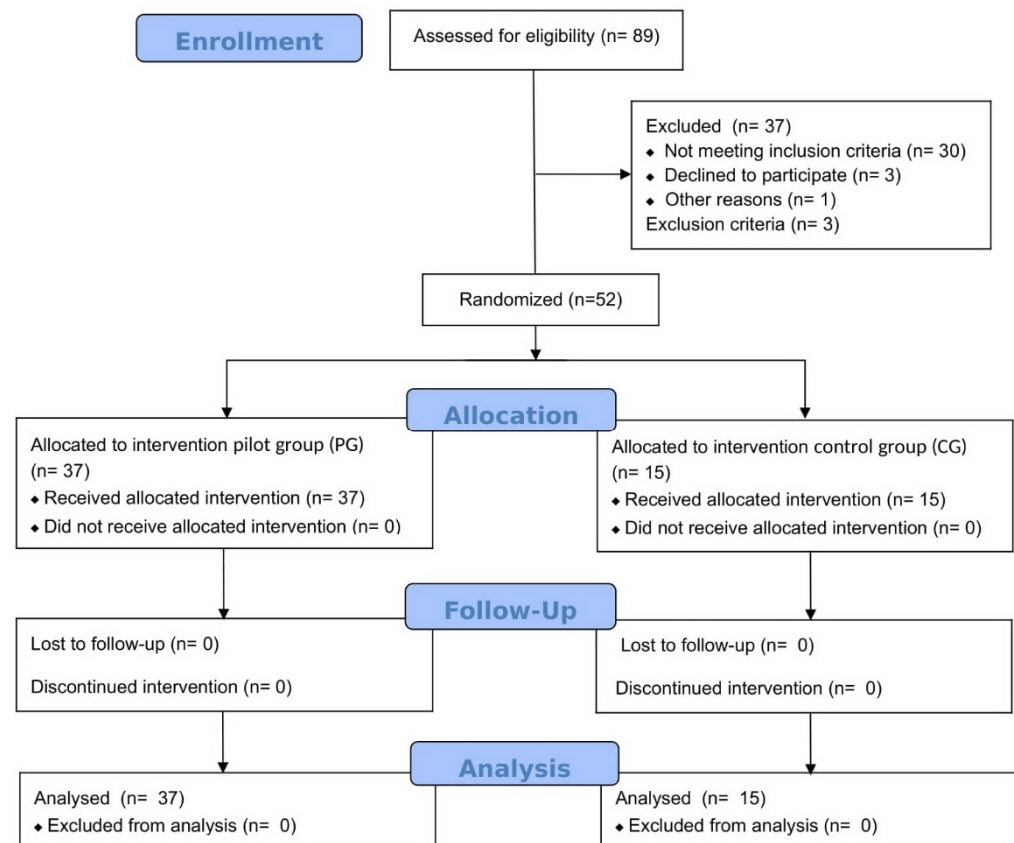 Enrollment
Assessed for eligibility (n= 89)
Excluded (n= 37)
◆ Not meeting inclusion criteria (n= 30)
◆ Declined to participate (n= 3)
◆ Other reasons (n= 1)
Exclusion criteria (n= 3)
Randomized (n=52)
Allocation
Allocated to intervention pilot group (PG)
(n= 37)
◆ Received allocated intervention (n= 37)
◆ Did not receive allocated intervention (n= 0)
Allocated to intervention control group (CG)
(n= 15)
◆ Received allocated intervention (n= 15)
◆ Did not receive allocated intervention (n= 0)
Follow-Up
Lost to follow-up (n= 0)
Discontinued intervention (n= 0)
Lost to follow-up (n= 0)
Discontinued intervention (n= 0)
Analysis
Analysed (n= 37)
◆ Excluded from analysis (n= 0)
Analysed (n= 15)
◆ Excluded from analysis (n= 0)